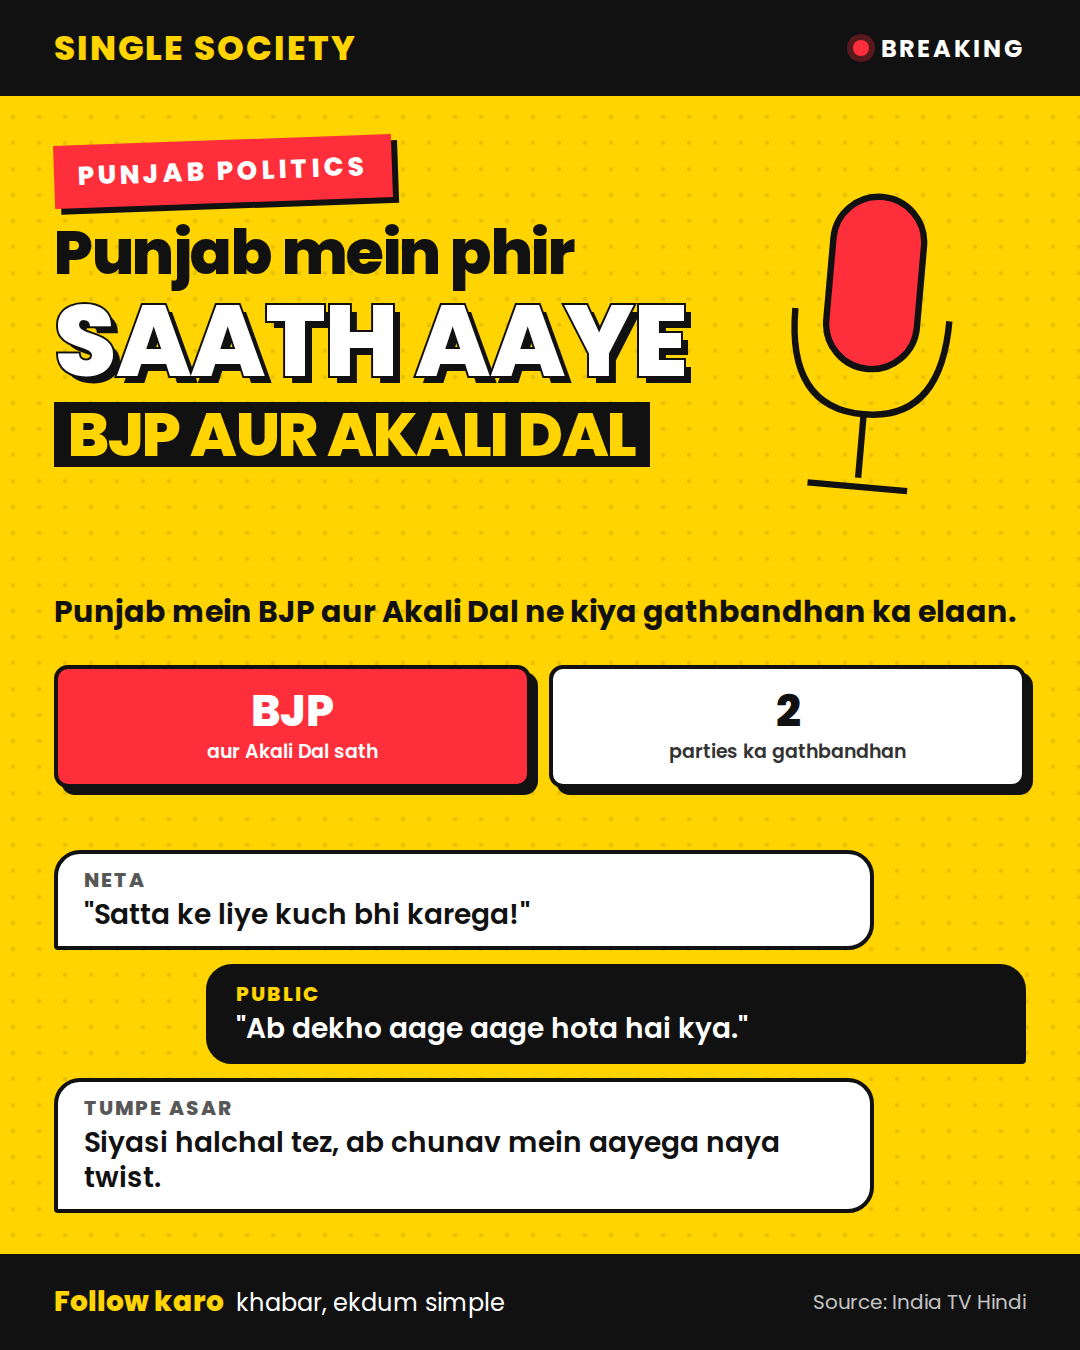 SINGLE SOCIETY
BREAKING
PUNJAB POLITICS
Punjab mein phir
SAATH AAYE
BJP AUR AKALI DAL
Punjab mein BJP aur Akali Dal ne kiya gathbandhan ka elaan.
BJP
aur Akali Dal sath
2
parties ka gathbandhan
NETA
"Satta ke liye kuch bhi karega!"
PUBLIC
"Ab dekho aage aage hota hai kya."
TUMPE ASAR
Siyasi halchal tez, ab chunav mein aayega naya
twist.
Follow karo khabar, ekdum simple
Source: India TV Hindi